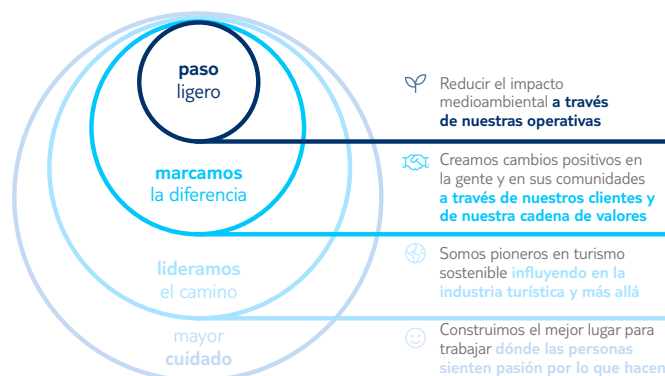 paso
ligero
Reducir el impacto
medioambiental a través
de nuestras operativas
marcamos
la diferencia
Creamos cambios positivos en
la gente y en sus comunidades
a través de nuestros clientes y
de nuestra cadena de valores
lideramos
el camino
Somos pioneros en turismo
sostenible influyendo en la
industria turística y más allá
mayor
cuidado
Construimos el mejor lugar para
trabajar dónde las personas
sienten pasión por lo que hacen